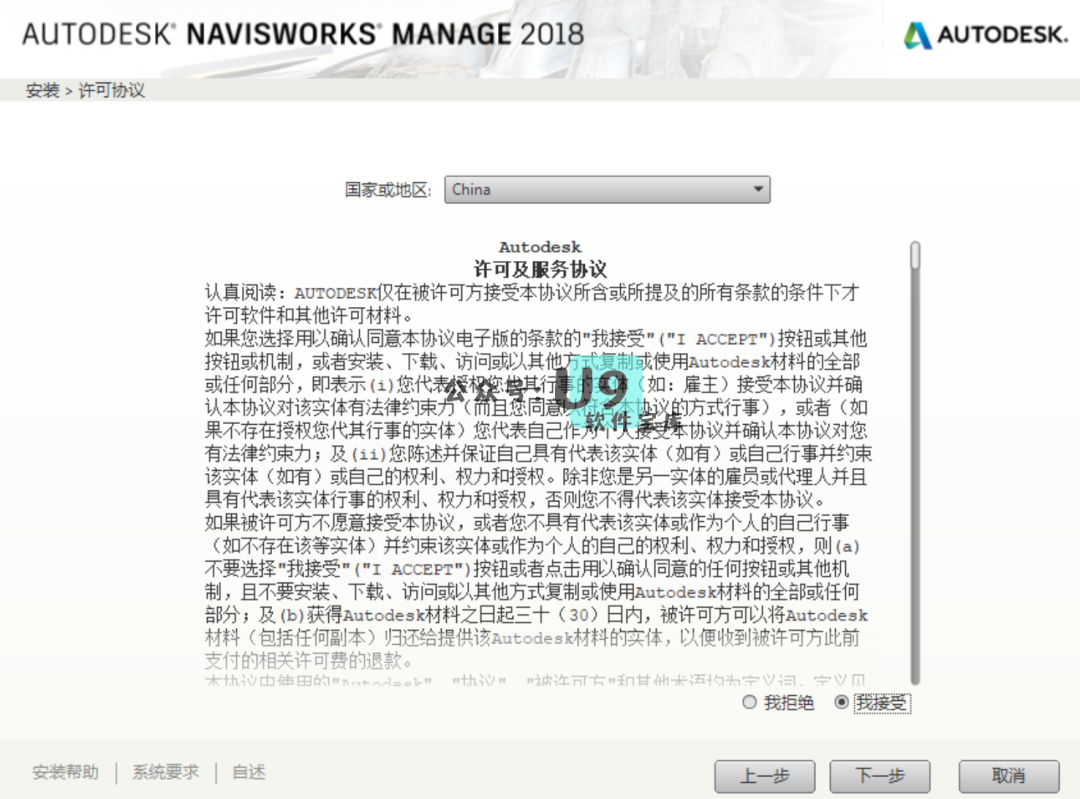 AUTODESK® NAVISWORKS® MANAGE 2018
AUTODESK.
安装 > 许可协议
国家或地区: China
Autodesk
许可及服务协议
认真阅读：AUTODESK仅在被许可方接受本协议所含或所提及的所有条款的条件下才
许可软件和其他许可材料。
如果您选择用以确认同意本协议电子版的条款的"我接受"("I ACCEPT")按钮或其他
按钮或机制，或者安装、下载、访问或以其他方式复制或使用Autodesk材料的全部
或任何部分，即表示(i)您代表授权您代其行事的实体（如：雇主）接受本协议并确
认本协议对该实体有法律约束力（而且您同意以符合本协议的方式行事），或者（如
果不存在授权您代其行事的实体）您代表自己作为个人接受本协议并确认本协议对您
有法律约束力；及(ii)您陈述并保证自己具有代表该实体（如有）或自己行事并约束
该实体（如有）或自己的权利、权力和授权。除非您是另一实体的雇员或代理人并且
具有代表该实体行事的权利、权力和授权，否则您不得代表该实体接受本协议。
如果被许可方不愿意接受本协议，或者您不具有代表该实体或作为个人的自己行事
（如不存在该等实体）并约束该实体或作为个人的自己的权利、权力和授权，则(a)
不要选择"我接受"("I ACCEPT")按钮或者点击用以确认同意的任何按钮或其他机
制，且不要安装、下载、访问或以其他方式复制或使用Autodesk材料的全部或任何
部分；及(b)获得Autodesk材料之日起三十（30）日内，被许可方可以将Autodesk
材料（包括任何副本）归还给提供该Autodesk材料的实体，以便收到被许可方此前
支付的相关许可费的退款。
本协议中使用的"Autodesk"、"协议"、"被许可方"和其他术语均为定义词，定义见
公众号：U9
软件宝库
我拒绝 我接受
安装帮助 系统要求 自述 上一步 下一步 取消